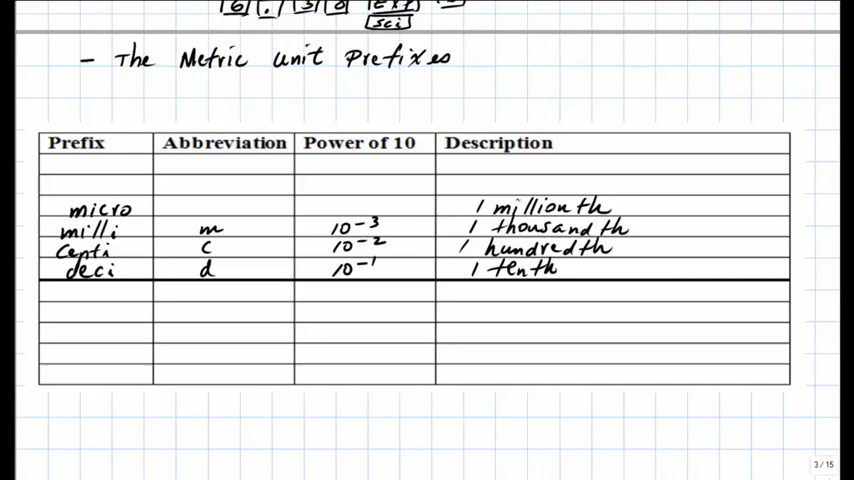 sci
- The Metric Unit Prefixes
Prefix Abbreviation Power of 10 Description
micro 1 millionth
milli m 10⁻³ 1 thousandth
centi c 10⁻² 1 hundredth
deci d 10⁻¹ 1 tenth
3 / 15